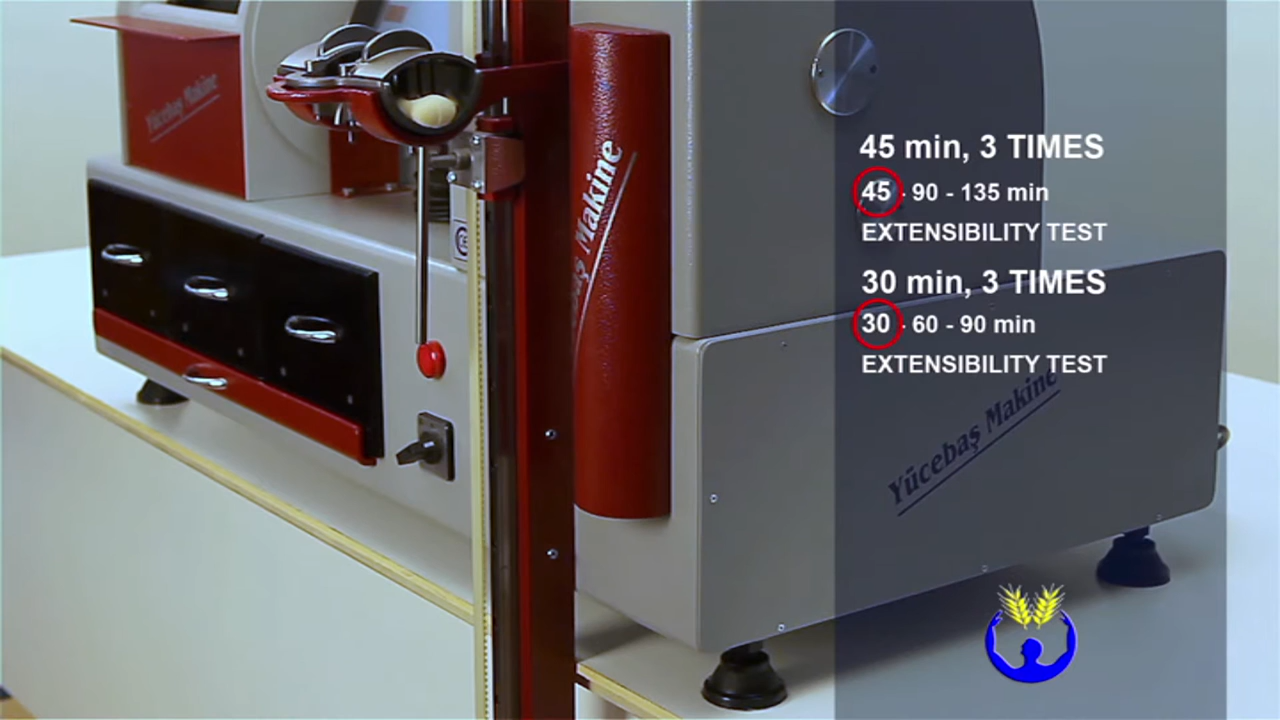 Yücebaş Makine
Makine
45 min, 3 TIMES
45 - 90 - 135 min
EXTENSIBILITY TEST
30 min, 3 TIMES
30 - 60 - 90 min
EXTENSIBILITY TEST
Yücebaş Makine